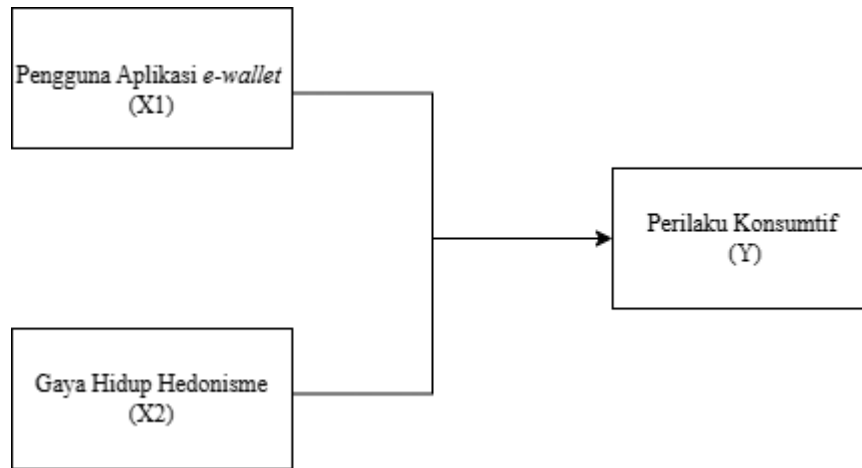 Pengguna Aplikasi e-wallet
(X1)
Perilaku Konsumtif
(Y)
Gaya Hidup Hedonisme
(X2)